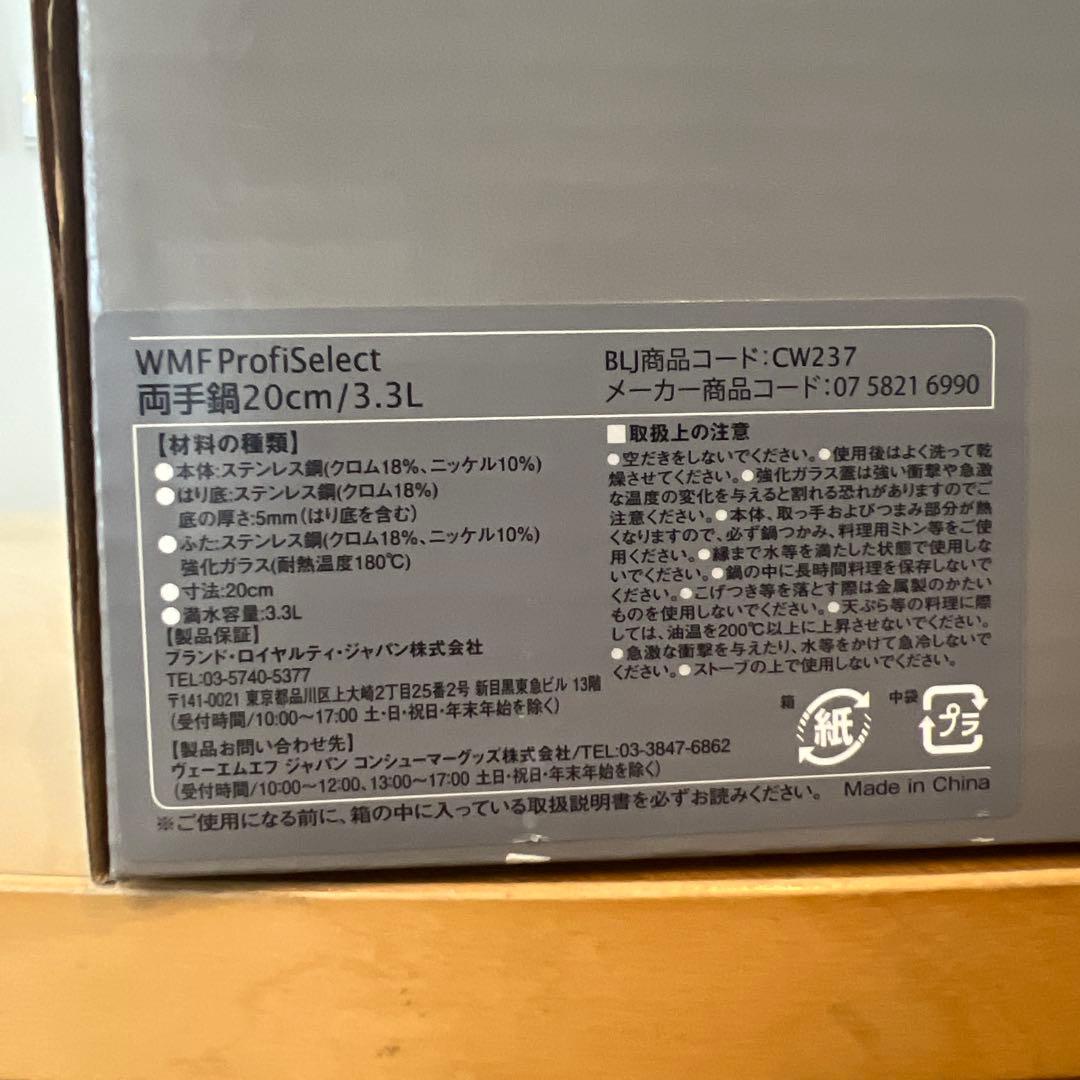 WMF ProfiSelect
両手鍋20cm/3.3L
BLJ商品コード:CW237
メーカー商品コード:07 5821 6990
【材料の種類】
●本体:ステンレス鋼(クロム18%、ニッケル10%)
●はり底:ステンレス鋼(クロム18%)
底の厚さ:5mm(はり底を含む)
●ふた:ステンレス鋼(クロム18%、ニッケル10%)
強化ガラス(耐熱温度180℃)
●寸法:20cm
●満水容量:3.3L
【製品保証】
ブランド・ロイヤルティ・ジャパン株式会社
TEL:03-5740-5377
〒141-0021 東京都品川区上大崎2丁目25番2号 新目黒東急ビル 13階
(受付時間/10:00〜17:00 土・日・祝日・年末年始を除く)
【製品お問い合わせ先】
ヴェーエムエフ ジャパン コンシューマーグッズ株式会社/TEL:03-3847-6862
(受付時間/10:00〜12:00、13:00〜17:00 土日・祝日・年末年始を除く)
■取扱上の注意
●空だきをしないでください。●使用後はよく洗って乾
燥させてください。●強化ガラス蓋は強い衝撃や急激
な温度の変化を与えると割れる恐れがありますのでご
注意ください。●本体、取っ手およびつまみ部分が熱
くなりますので、必ず鍋つかみ、料理用ミトン等をご使
用ください。●縁まで水等を満たした状態で使用しな
いでください。●鍋の中に長時間料理を保存しないで
ください。●こげつき等を落とす際は金属製のかたい
ものを使用しないでください。●天ぷら等の料理に際
しては、油温を200℃以上に上昇させないでください。
●急激な衝撃を与えたり、水等をかけて急冷しないで
ください。●ストーブの上で使用しないでください。
箱
紙
中袋
プラ
※ご使用になる前に、箱の中に入っている取扱説明書を必ずお読みください。
Made in China